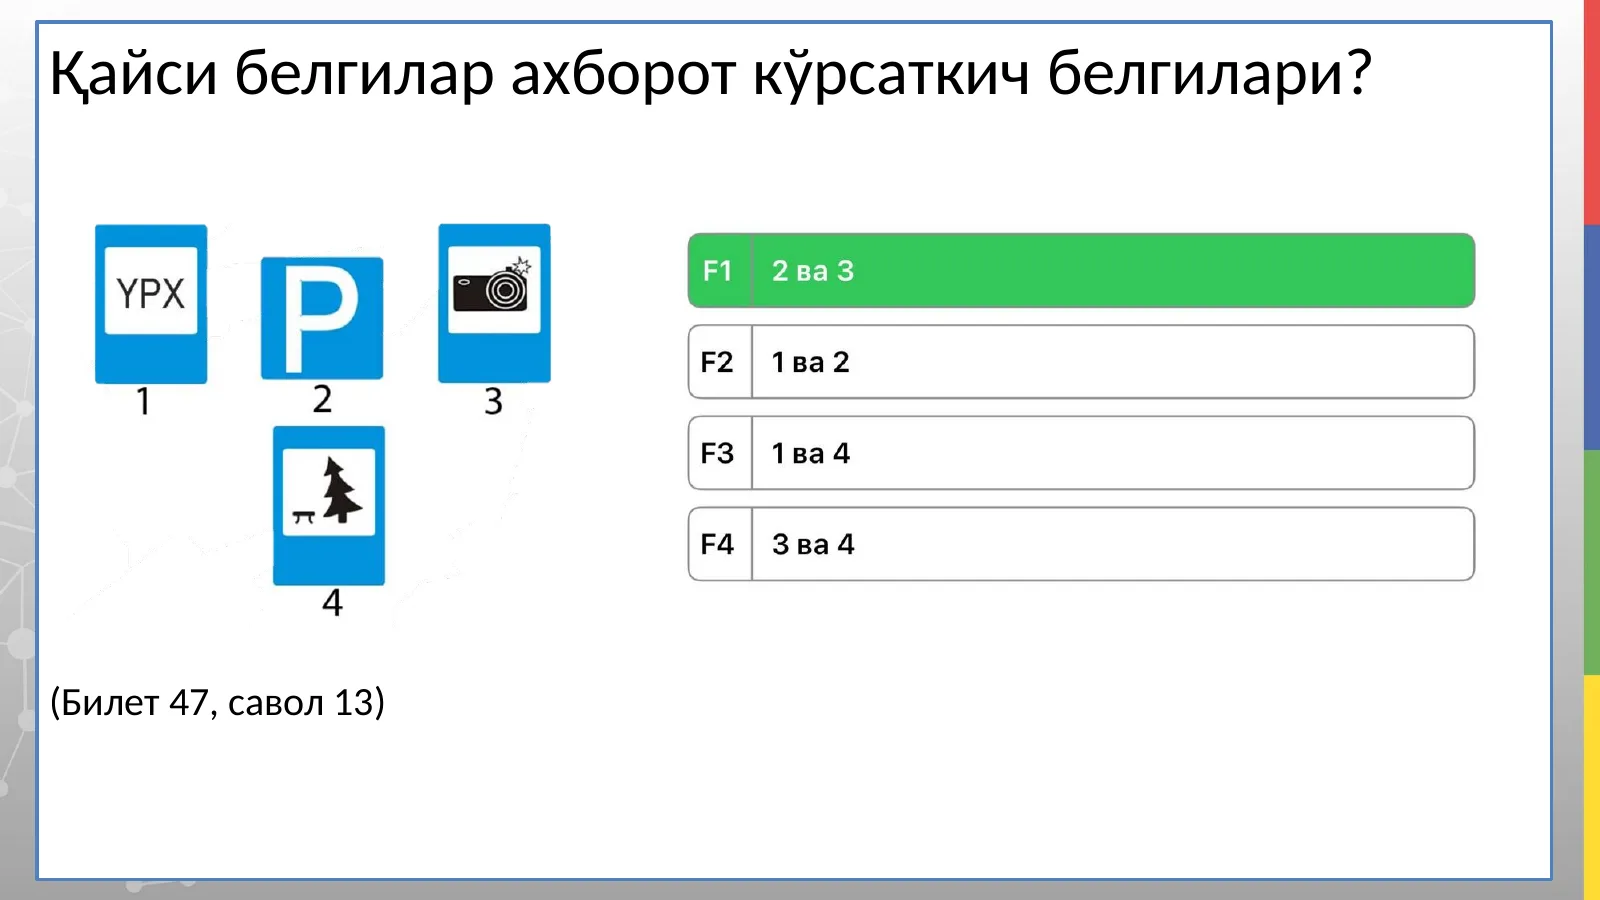 Қайси белгилар ахборот кўрсаткич белгилари?
YPX
P
1
2
3
4
F1 2 ва 3
F2 1 ва 2
F3 1 ва 4
F4 3 ва 4
(Билет 47, савол 13)